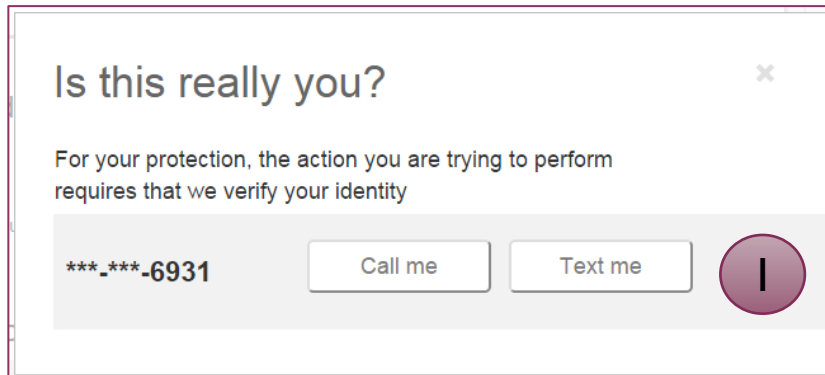 Is this really you?
For your protection, the action you are trying to perform
requires that we verify your identity
***-***-6931 Call me Text me I